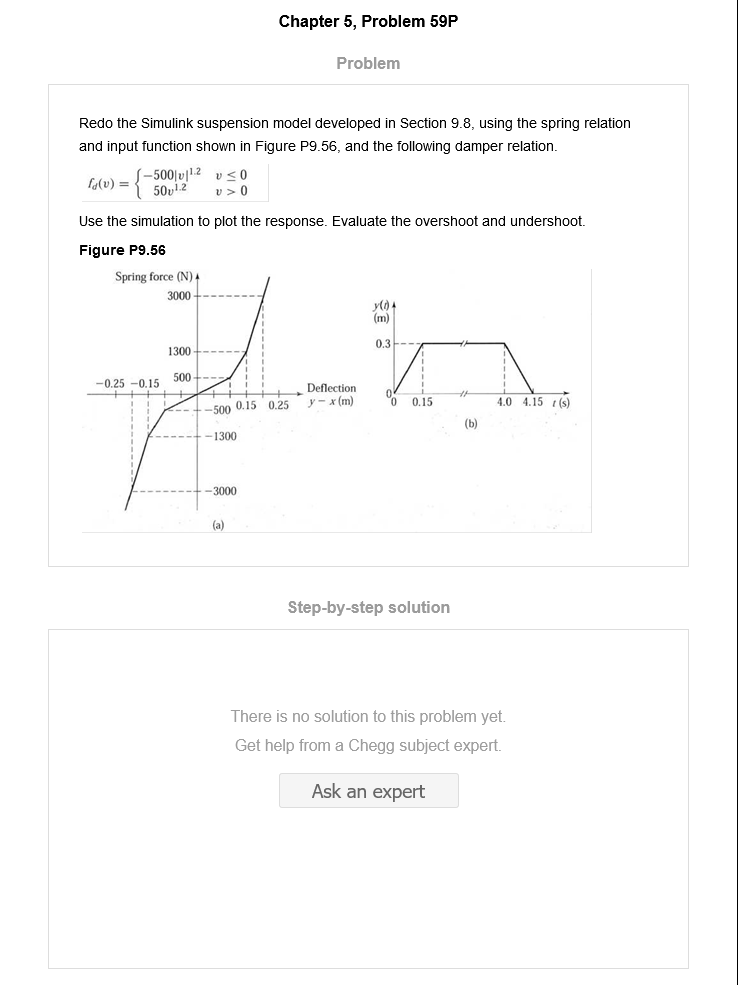 Chapter 5, Problem 59P
Problem
Redo the Simulink suspension model developed in Section 9.8, using the spring relation
and input function shown in Figure P9.56, and the following damper relation.
f_d(v) = { −500|v|^1.2 v ≤ 0
50v^1.2 v > 0
Use the simulation to plot the response. Evaluate the overshoot and undershoot.
Figure P9.56
Spring force (N)
3000
1300
500
−0.25 −0.15
−500 0.15 0.25
Deflection
y − x (m)
−1300
−3000
(a)
y(t)
(m)
0.3
0
0 0.15 4.0 4.15 t (s)
(b)
Step-by-step solution
There is no solution to this problem yet.
Get help from a Chegg subject expert.
Ask an expert